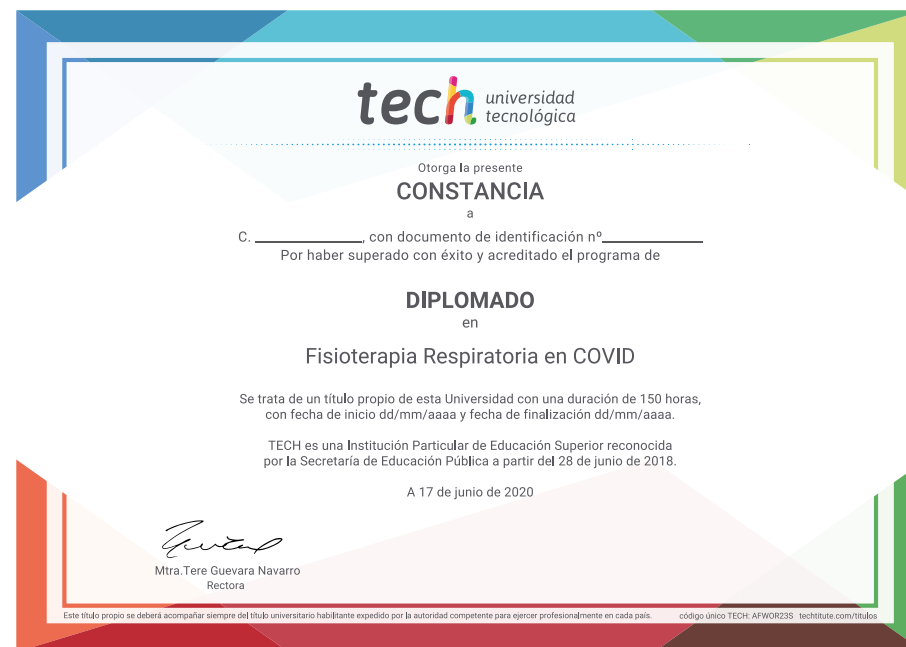 tech universidad
tecnológica
Otorga la presente
CONSTANCIA
a
C. ______________, con documento de identificación nº______________
Por haber superado con éxito y acreditado el programa de
DIPLOMADO
en
Fisioterapia Respiratoria en COVID
Se trata de un título propio de esta Universidad con una duración de 150 horas,
con fecha de inicio dd/mm/aaaa y fecha de finalización dd/mm/aaaa.
TECH es una Institución Particular de Educación Superior reconocida
por la Secretaría de Educación Pública a partir del 28 de junio de 2018.
A 17 de junio de 2020
Mtra.Tere Guevara Navarro
Rectora
Este título propio se deberá acompañar siempre del título universitario habilitante expedido por la autoridad competente para ejercer profesionalmente en cada país. código único TECH: AFWOR23S techtitute.com/titulos